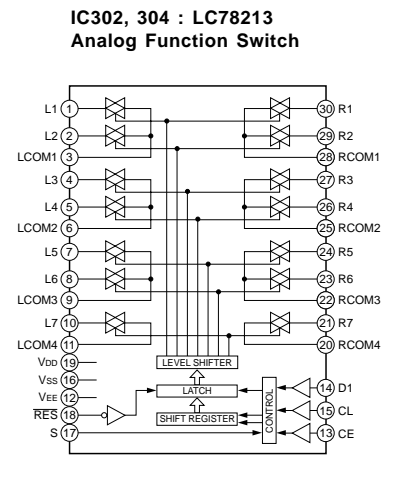 IC302, 304 : LC78213
Analog Function Switch
L1 1 30 R1
L2 2 29 R2
LCOM1 3 28 RCOM1
L3 4 27 R3
L4 5 26 R4
LCOM2 6 25 RCOM2
L5 7 24 R5
L6 8 23 R6
LCOM3 9 22 RCOM3
L7 10 21 R7
LCOM4 11 20 RCOM4
VDD 19 LEVEL SHIFTER
VSS 16 LATCH 14 D1
VEE 12
RES 18 SHIFT REGISTER CONTROL 15 CL
S 17 13 CE